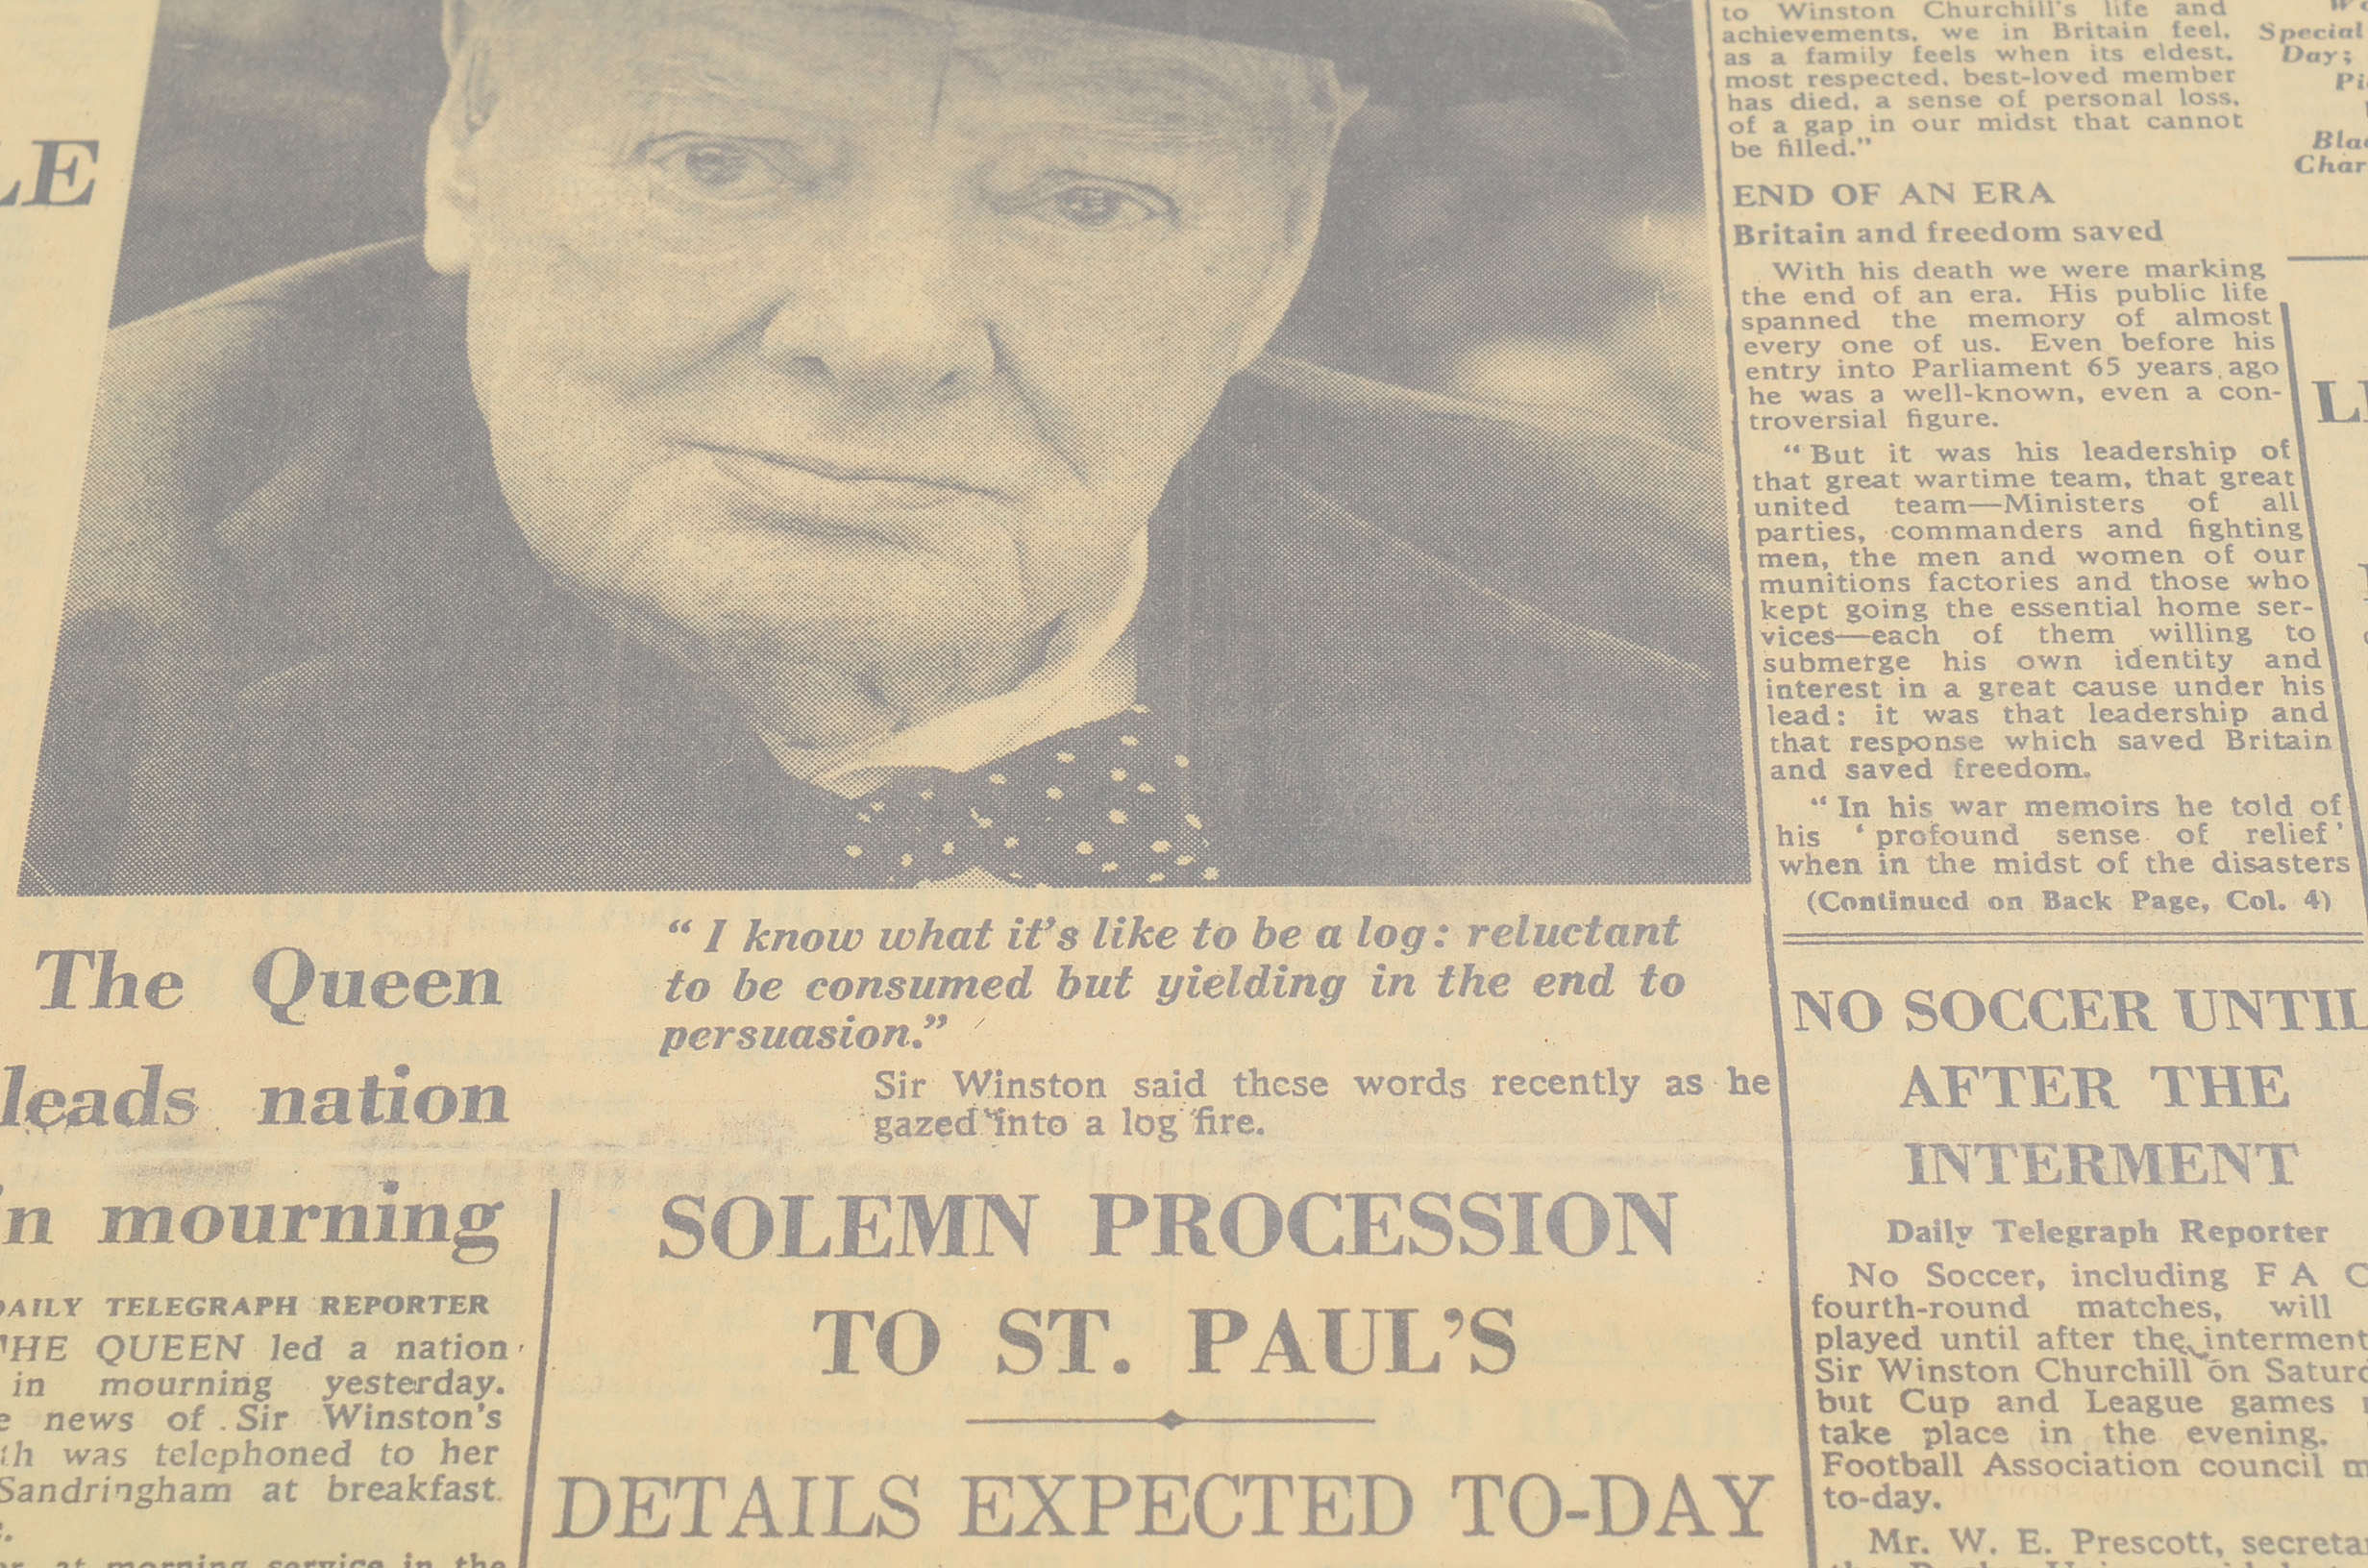 LE
The Queen
leads nation
in mourning
DAILY TELEGRAPH REPORTER
THE QUEEN led a nation
in mourning yesterday.
news of Sir Winston's
was telephoned to her
Sandringham at breakfast
at morning service in the
“ I know what it's like to be a log: reluctant
to be consumed but yielding in the end to
persuasion.”
Sir Winston said these words recently as he
gazed into a log fire.
SOLEMN PROCESSION
TO ST. PAUL'S
DETAILS EXPECTED TO-DAY
to Winston Churchill's life and
achievements, we in Britain feel,
as a family feels when its eldest,
most respected, best-loved member
has died, a sense of personal loss,
of a gap in our midst that cannot
be filled.”
END OF AN ERA
Britain and freedom saved
With his death we were marking
the end of an era. His public life
spanned the memory of almost
every one of us. Even before his
entry into Parliament 65 years ago
he was a well-known, even a con-
troversial figure.
“ But it was his leadership of
that great wartime team, that great
united team—Ministers of all
parties, commanders and fighting
men, the men and women of our
munitions factories and those who
kept going the essential home ser-
vices—each of them willing to
submerge his own identity and
interest in a great cause under his
lead: it was that leadership and
that response which saved Britain
and saved freedom.
“ In his war memoirs he told of
his ‘ profound sense of relief ’
when in the midst of the disasters
(Continued on Back Page, Col. 4)
NO SOCCER UNTIL
AFTER THE
INTERMENT
Daily Telegraph Reporter
No Soccer, including F A C
fourth-round matches, will
played until after the interment
Sir Winston Churchill on Saturd
but Cup and League games
take place in the evening.
Football Association council m
to-day.
Mr. W. E. Prescott, secreta
Special
Day;